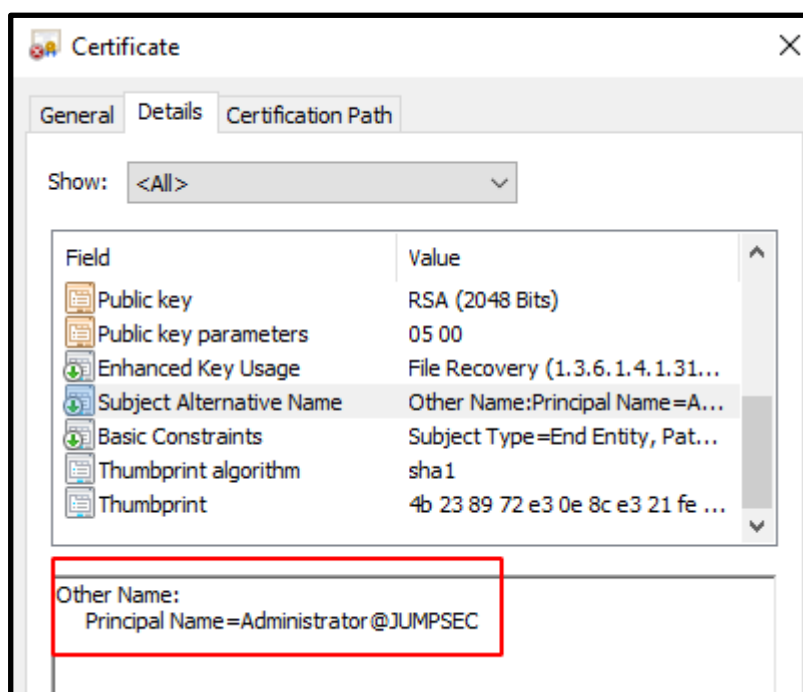 Certificate
General Details Certification Path
Show: <All>
Field Value
Public key RSA (2048 Bits)
Public key parameters 05 00
Enhanced Key Usage File Recovery (1.3.6.1.4.1.31...
Subject Alternative Name Other Name:Principal Name=A...
Basic Constraints Subject Type=End Entity, Pat...
Thumbprint algorithm sha1
Thumbprint 4b 23 89 72 e3 0e 8c e3 21 fe ...
Other Name:
Principal Name=Administrator@JUMPSEC